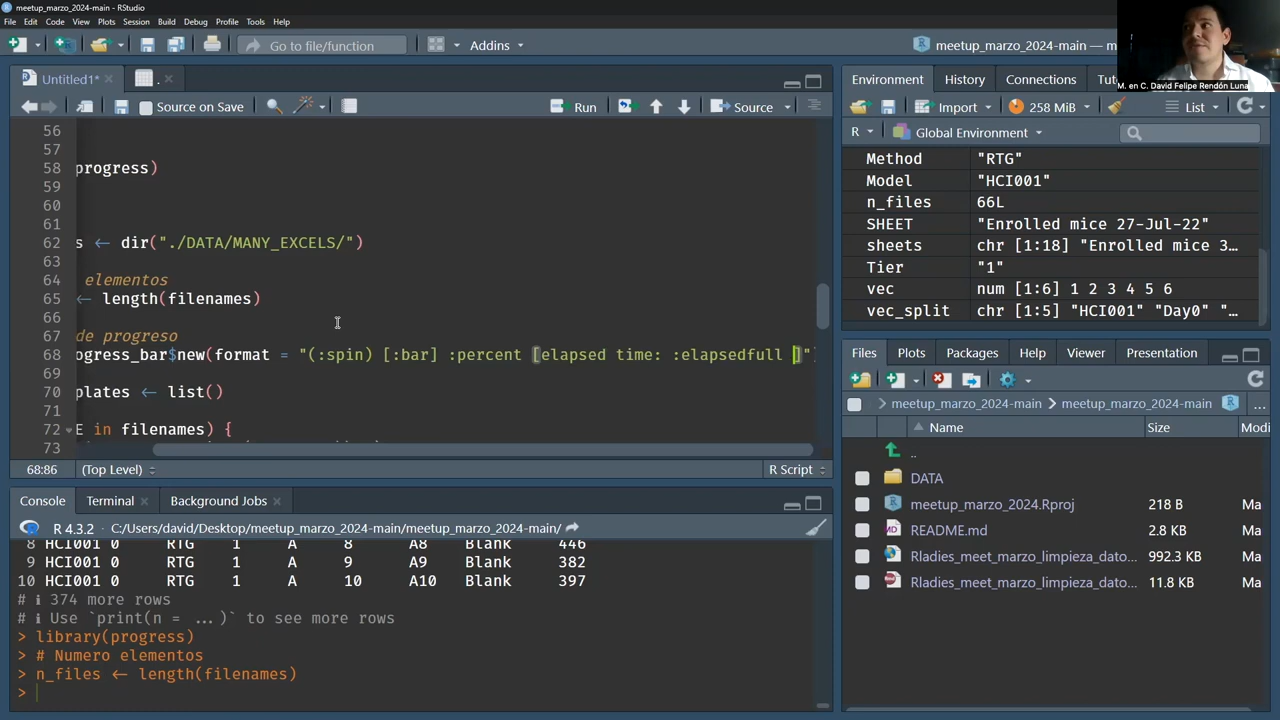 meetup_marzo_2024-main - RStudio
File Edit Code View Plots Session Build Debug Profile Tools Help
Go to file/function
Addins
meetup_marzo_2024-main —
M. en C. David Felipe Rendón Luna
Untitled1*
.
Source on Save
Run
Source
56
57
58 progress)
59
60
61
62 s <- dir("./DATA/MANY_EXCELS/")
63
64 elementos
65 <- length(filenames)
66
67 de progreso
68 ogress_bar$new(format = "(:spin) [:bar] :percent [elapsed time: :elapsedfull ]")
69
70 plates <- list()
71
72 E in filenames) {
73
68:86 (Top Level) R Script
Environment History Connections Tu
Import 258 MiB List
R Global Environment
Method "RTG"
Model "HCI001"
n_files 66L
SHEET "Enrolled mice 27-Jul-22"
sheets chr [1:18] "Enrolled mice 3…
Tier "1"
vec num [1:6] 1 2 3 4 5 6
vec_split chr [1:5] "HCI001" "Day0" "…
Files Plots Packages Help Viewer Presentation
meetup_marzo_2024-main meetup_marzo_2024-main ...
Name Size Modi
..
DATA
meetup_marzo_2024.Rproj 218 B Ma
README.md 2.8 KB Ma
Rladies_meet_marzo_limpieza_dato... 992.3 KB Ma
Rladies_meet_marzo_limpieza_dato... 11.8 KB Ma
Console Terminal Background Jobs
R 4.3.2 · C:/Users/david/Desktop/meetup_marzo_2024-main/meetup_marzo_2024-main/
8 HCI001 0 RTG 1 A 8 A8 Blank 446
9 HCI001 0 RTG 1 A 9 A9 Blank 382
10 HCI001 0 RTG 1 A 10 A10 Blank 397
# ℹ 374 more rows
# ℹ Use `print(n = ...)` to see more rows
> library(progress)
> # Numero elementos
> n_files <- length(filenames)
>